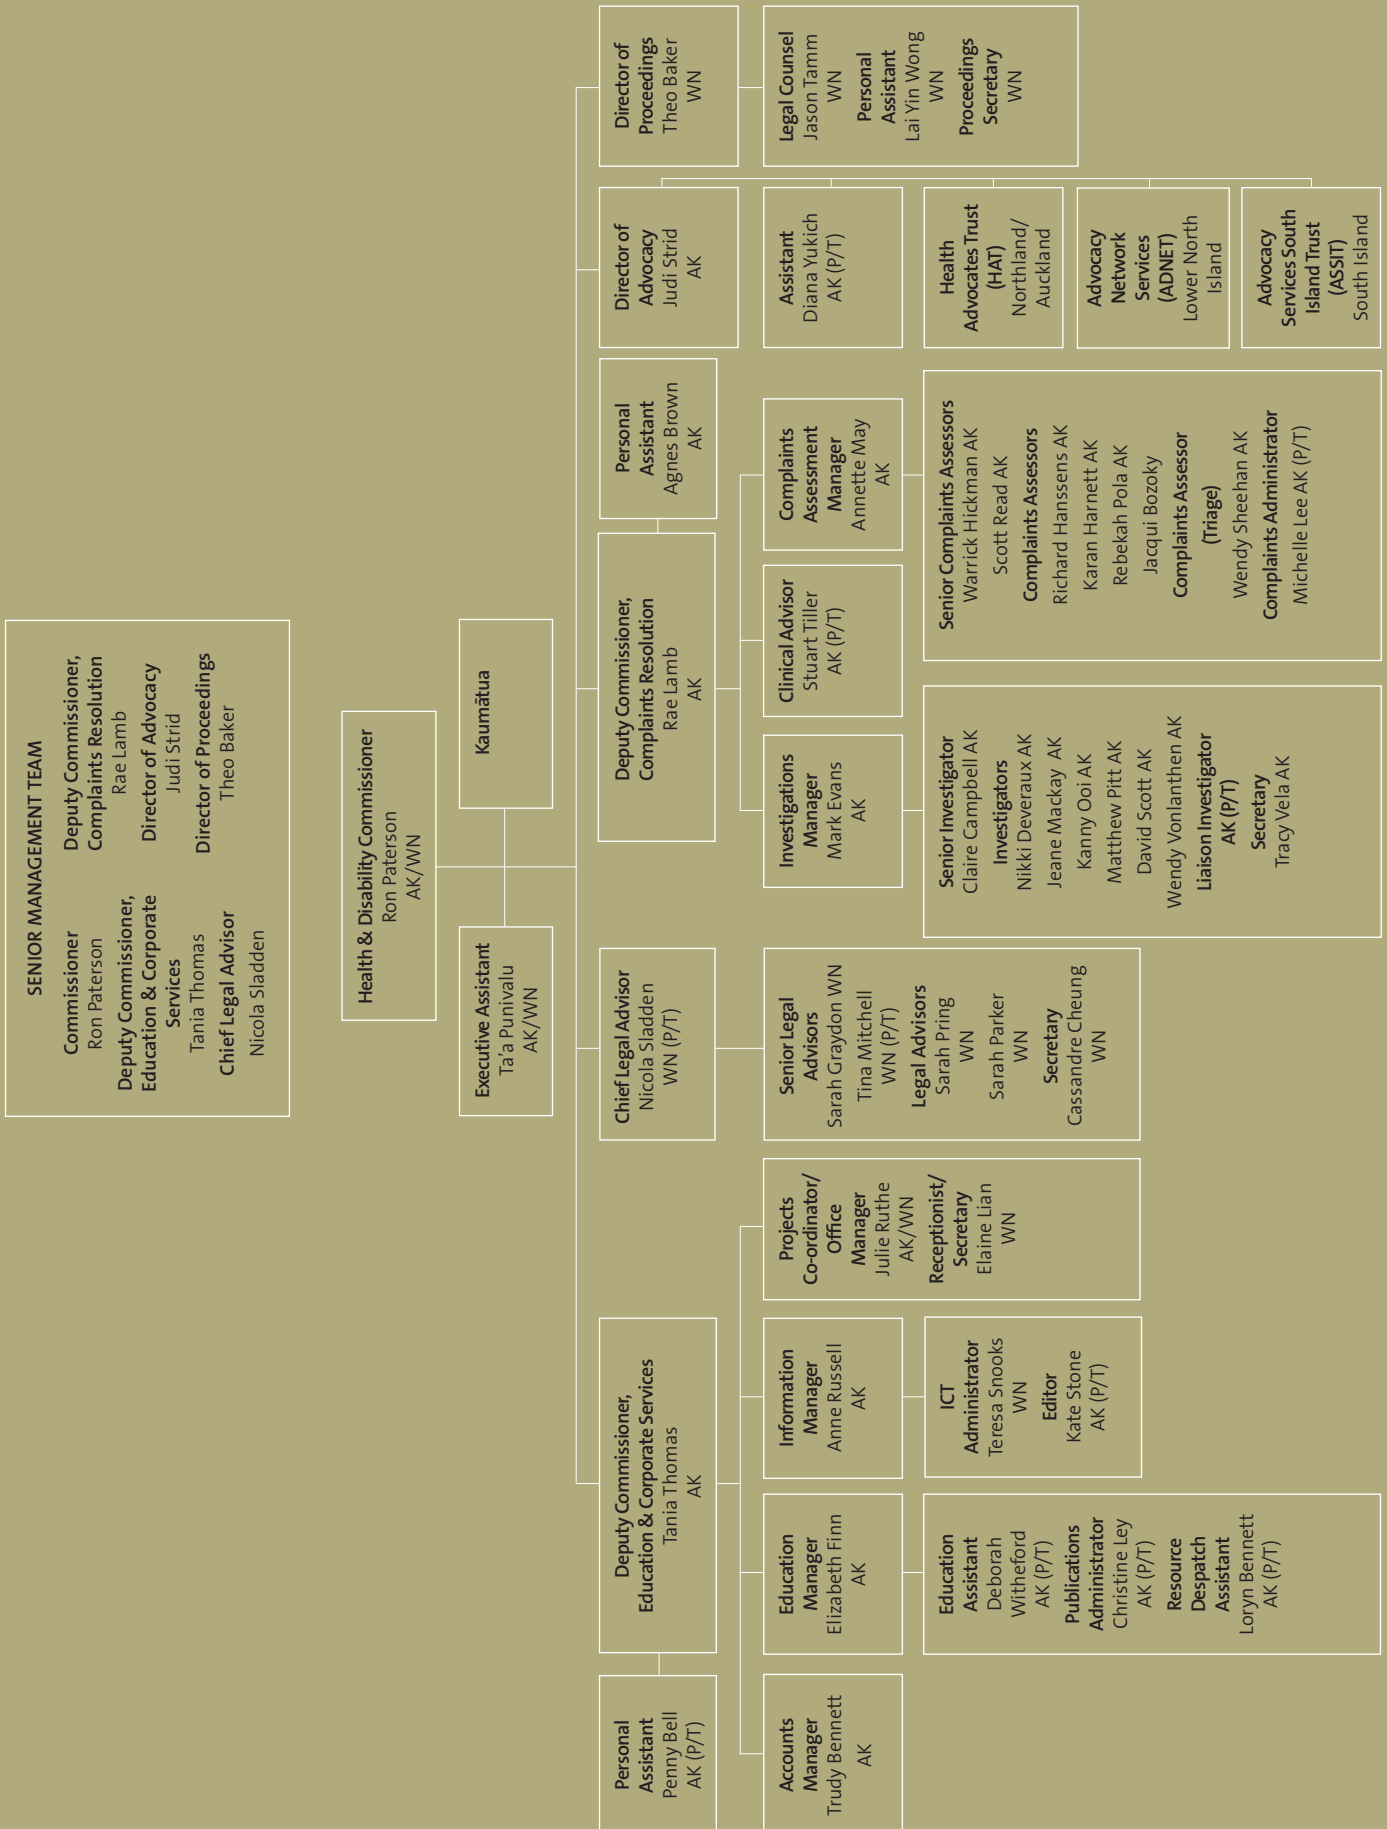 SENIOR MANAGEMENT TEAM
Commissioner
Ron Paterson
Deputy Commissioner,
Education & Corporate
Services
Tania Thomas
Chief Legal Advisor
Nicola Sladden
Deputy Commissioner,
Complaints Resolution
Rae Lamb
Director of Advocacy
Judi Strid
Director of Proceedings
Theo Baker
Health & Disability Commissioner
Ron Paterson
AK/WN
Executive Assistant
Ta'a Punivalu
AK/WN
Kaumātua
Personal
Assistant
Penny Bell
AK (P/T)
Deputy Commissioner,
Education & Corporate Services
Tania Thomas
AK
Chief Legal Advisor
Nicola Sladden
WN (P/T)
Deputy Commissioner,
Complaints Resolution
Rae Lamb
AK
Personal
Assistant
Agnes Brown
AK
Director of
Advocacy
Judi Strid
AK
Director of
Proceedings
Theo Baker
WN
Accounts
Manager
Trudy Bennett
AK
Education
Manager
Elizabeth Finn
AK
Information
Manager
Anne Russell
AK
Projects
Co-ordinator/
Office
Manager
Julie Ruthe
AK/WN
Receptionist/
Secretary
Elaine Lian
WN
Senior Legal
Advisors
Sarah Graydon WN
Tina Mitchell
WN (P/T)
Legal Advisors
Sarah Pring
WN
Sarah Parker
WN
Secretary
Cassandre Cheung
WN
Investigations
Manager
Mark Evans
AK
Clinical Advisor
Stuart Tiller
AK (P/T)
Complaints
Assessment
Manager
Annette May
AK
Assistant
Diana Yukich
AK (P/T)
Legal Counsel
Jason Tamm
WN
Personal
Assistant
Lai Yin Wong
WN
Proceedings
Secretary
WN
Education
Assistant
Deborah
Witheford
AK (P/T)
Publications
Administrator
Christine Ley
AK (P/T)
Resource
Despatch
Assistant
Loryn Bennett
AK (P/T)
ICT
Administrator
Teresa Snooks
WN
Editor
Kate Stone
AK (P/T)
Senior Investigator
Claire Campbell AK
Investigators
Nikki Deveraux AK
Jeane Mackay AK
Kanny Ooi AK
Matthew Pitt AK
David Scott AK
Wendy Vonlanthen AK
Liaison Investigator
AK (P/T)
Secretary
Tracy Vela AK
Senior Complaints Assessors
Warrick Hickman AK
Scott Read AK
Complaints Assessors
Richard Hanssens AK
Karan Harnett AK
Rebekah Pola AK
Jacqui Bozoky
Complaints Assessor
(Triage)
Wendy Sheehan AK
Complaints Administrator
Michelle Lee AK (P/T)
Health
Advocates Trust
(HAT)
Northland/
Auckland
Advocacy
Network
Services
(ADNET)
Lower North
Island
Advocacy
Services South
Island Trust
(ASSIT)
South Island